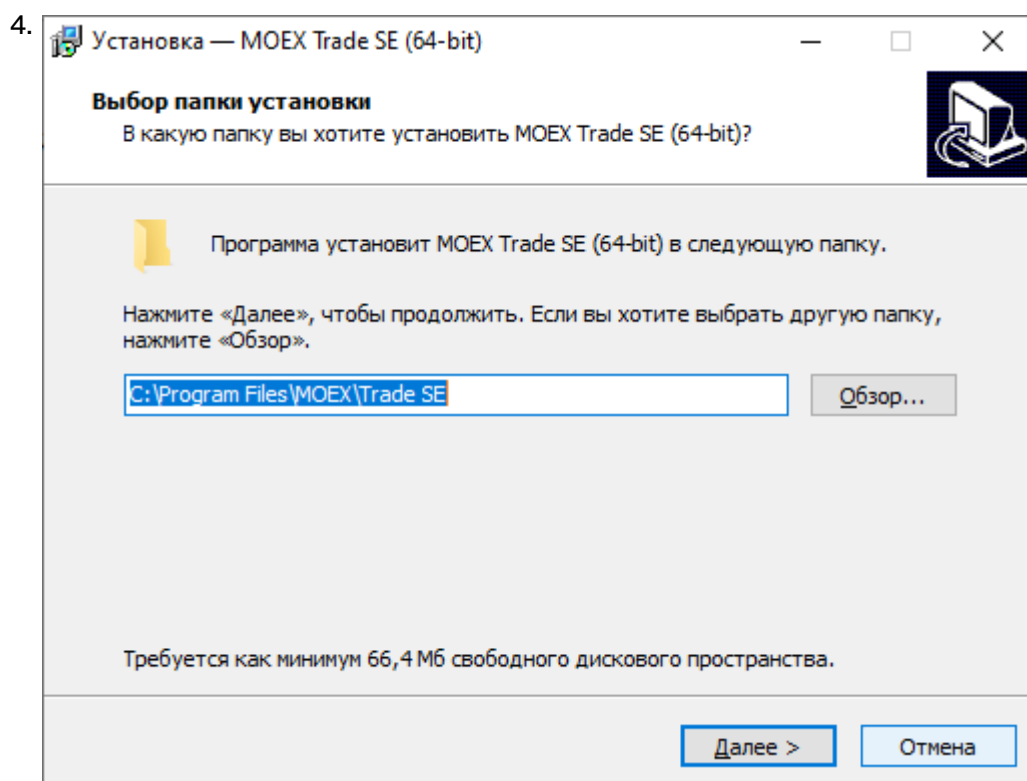 4.
Установка — MOEX Trade SE (64-bit)
Выбор папки установки
В какую папку вы хотите установить MOEX Trade SE (64-bit)?
Программа установит MOEX Trade SE (64-bit) в следующую папку.
Нажмите «Далее», чтобы продолжить. Если вы хотите выбрать другую папку,
нажмите «Обзор».
C:\Program Files\MOEX\Trade SE
Обзор...
Требуется как минимум 66,4 Мб свободного дискового пространства.
Далее >
Отмена